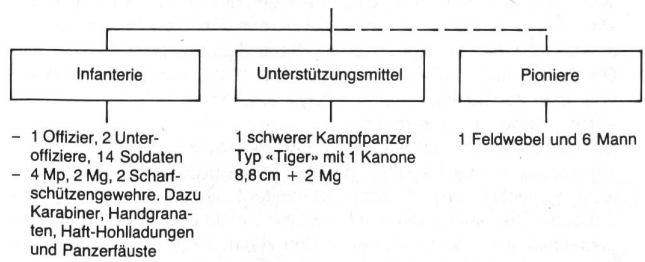 Infanterie
– 1 Offizier, 2 Unter-
offiziere, 14 Soldaten
– 4 Mp, 2 Mg, 2 Scharf-
schützengewehre. Dazu
Karabiner, Handgrana-
ten, Haft-Hohlladungen
und Panzerfäuste
Unterstützungsmittel
1 schwerer Kampfpanzer
Typ «Tiger» mit 1 Kanone
8,8 cm + 2 Mg
Pioniere
1 Feldwebel und 6 Mann